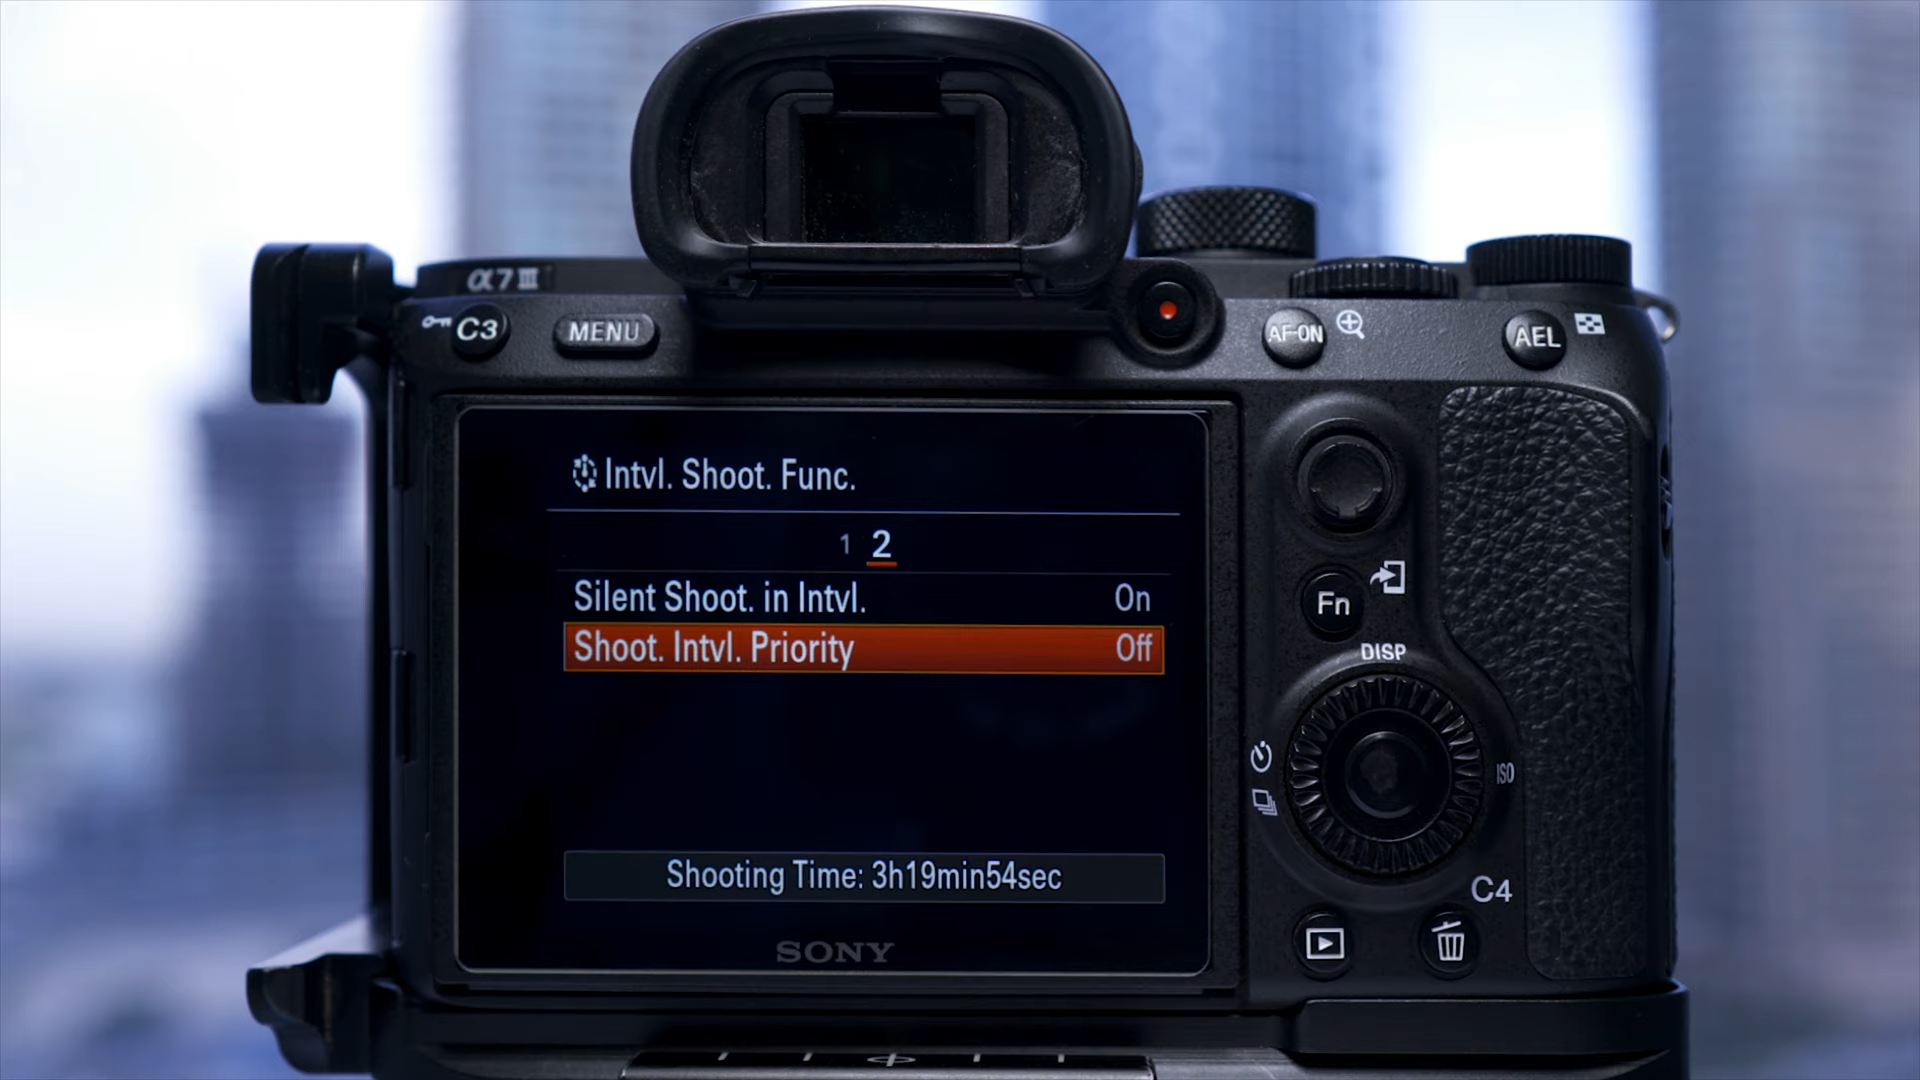 α7III
C3
MENU
AF-ON
AEL
Intvl. Shoot. Func.
1 2
Silent Shoot. in Intvl. On
Shoot. Intvl. Priority Off
Fn
DISP
ISO
Shooting Time: 3h19min54sec
C4
SONY